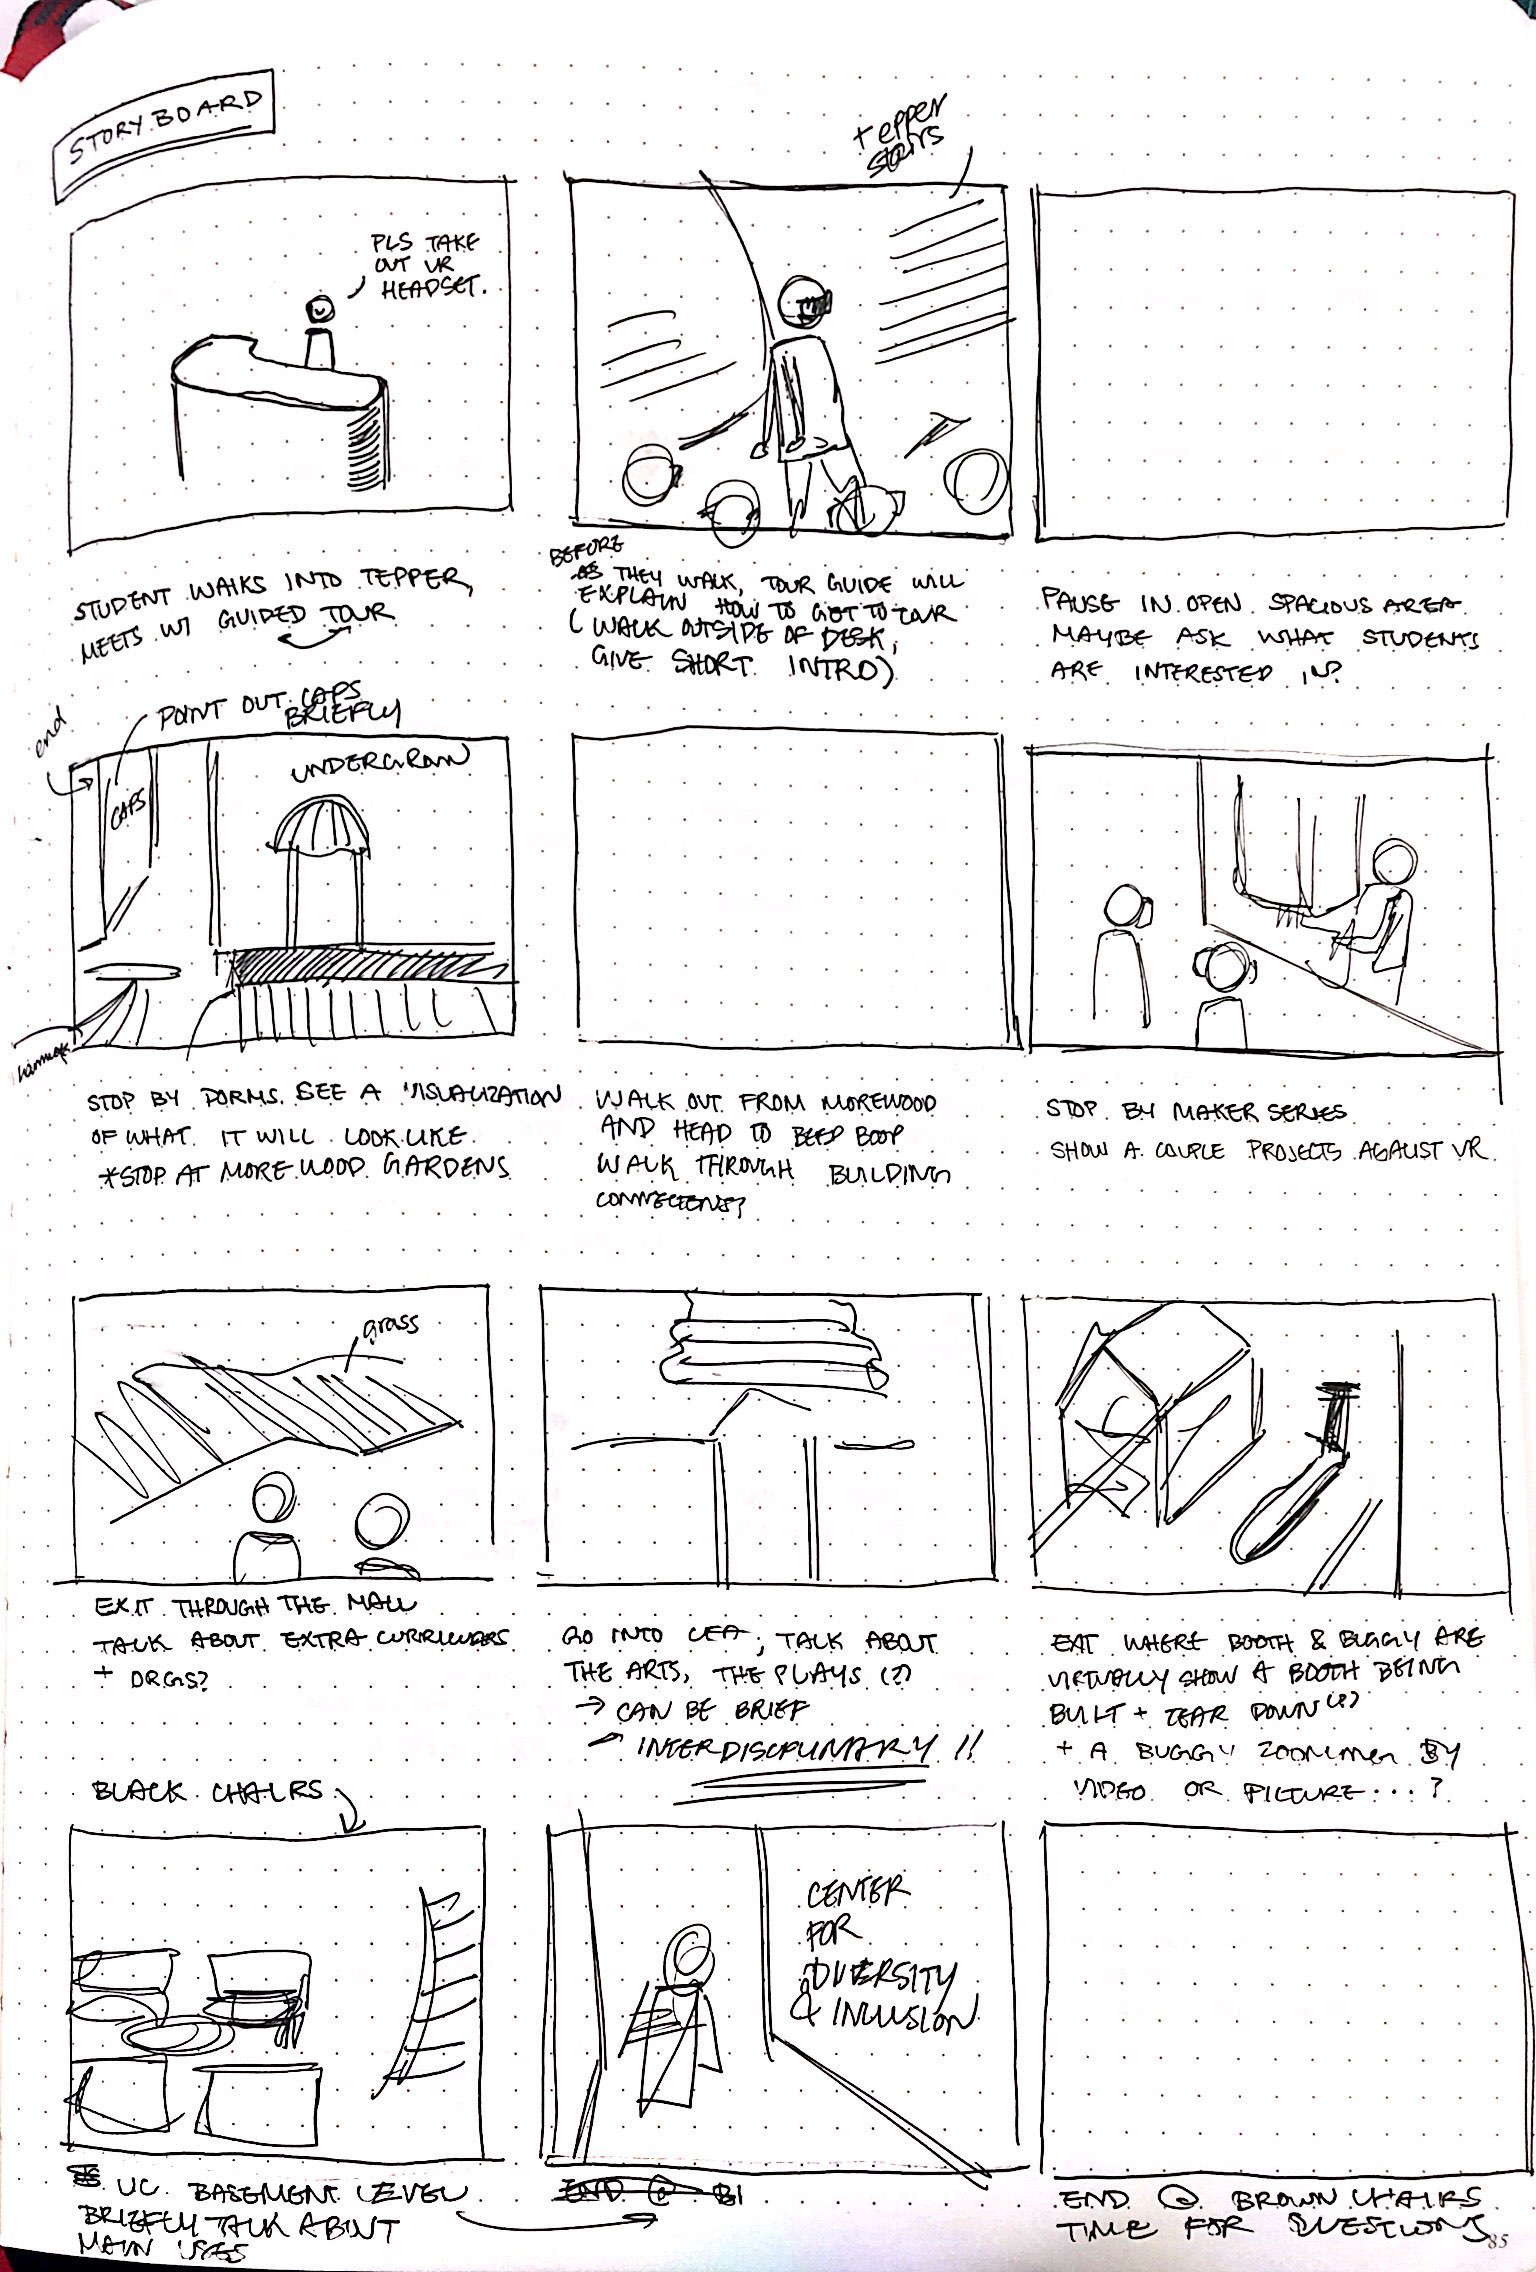 STORYBOARD
tepper
stairs
PLS TAKE
OUT VR
HEADSET.
STUDENT WALKS INTO TEPPER,
MEETS W/ GUIDED TOUR
BEFORE
AS THEY WALK, TOUR GUIDE WILL
EXPLAIN HOW TO GET TO TOUR
(WALK OUTSIDE OF DESK,
GIVE SHORT INTRO)
PAUSE IN OPEN SPACIOUS AREA
MAYBE ASK WHAT STUDENTS
ARE INTERESTED IN?
end
POINT OUT CAPS
BRIEFLY
CAPS
UNDERGRAD
STOP BY DORMS. SEE A VISUALIZATION
OF WHAT IT WILL LOOK LIKE
*STOP AT MOREWOOD GARDENS
WALK OUT FROM MOREWOOD
AND HEAD TO BEEP BOOP
WALK THROUGH BUILDING
CONNECTIONS?
STOP BY MAKER SERIES
SHOW A COUPLE PROJECTS AGAIST VR
grass
EXIT THROUGH THE MALL
TALK ABOUT EXTRA CURRICULARS
+ ORGS?
GO INTO CFA, TALK ABOUT
THE ARTS, THE PLAYS (?)
→ CAN BE BRIEF
INTERDISCPLINARY !!
EXIT WHERE BOOTH & BUGGY ARE
VIRTUALLY SHOW A BOOTH BEING
BUILT + TEAR DOWN (?)
+ A BUGGY ZOOMING BY
VIDEO OR PICTURE...?
BLACK CHAIRS
CENTER
FOR
DIVERSITY
& INCLUSION
UC BASEMENT LEVEL
BRIEFLY TALK ABOUT
MAIN USES
END @ BI
END @ BROWN CHAIRS
TIME FOR QUESTIONS
85